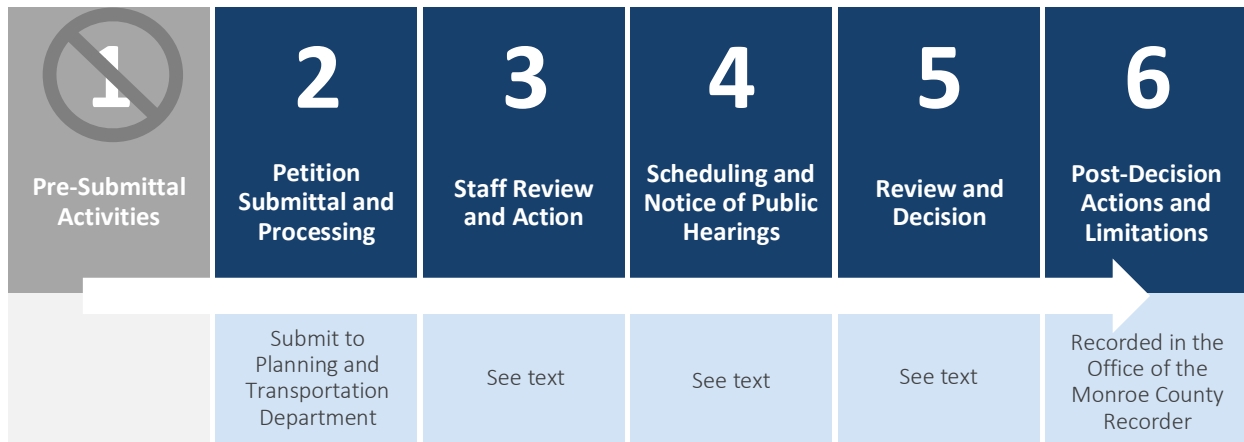 1
Pre-Submittal
Activities
2
Petition
Submittal and
Processing
3
Staff Review
and Action
4
Scheduling and
Notice of Public
Hearings
5
Review and
Decision
6
Post-Decision
Actions and
Limitations
Submit to
Planning and
Transportation
Department
See text
See text
See text
Recorded in the
Office of the
Monroe County
Recorder